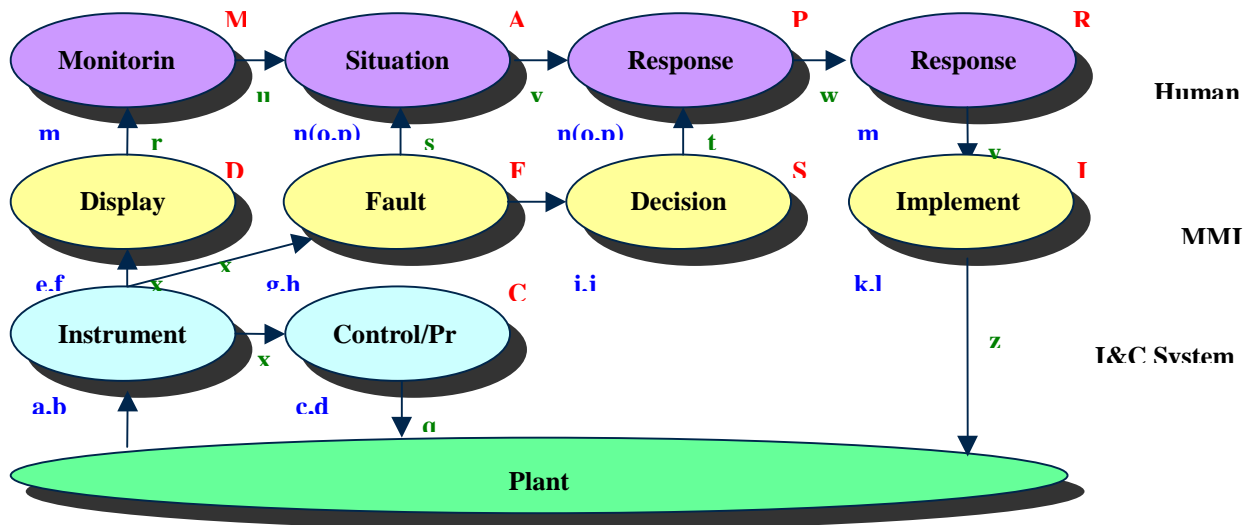 M A P R
Monitorin Situation Response Response
u v w
Human
m r n(o,p) s n(o,p) t m y
D F S I
Display Fault Decision Implement
MMI
e,f x x g,h i,j k,l
C
Instrument Control/Pr
x z
I&C System
a,b c,d q
Plant